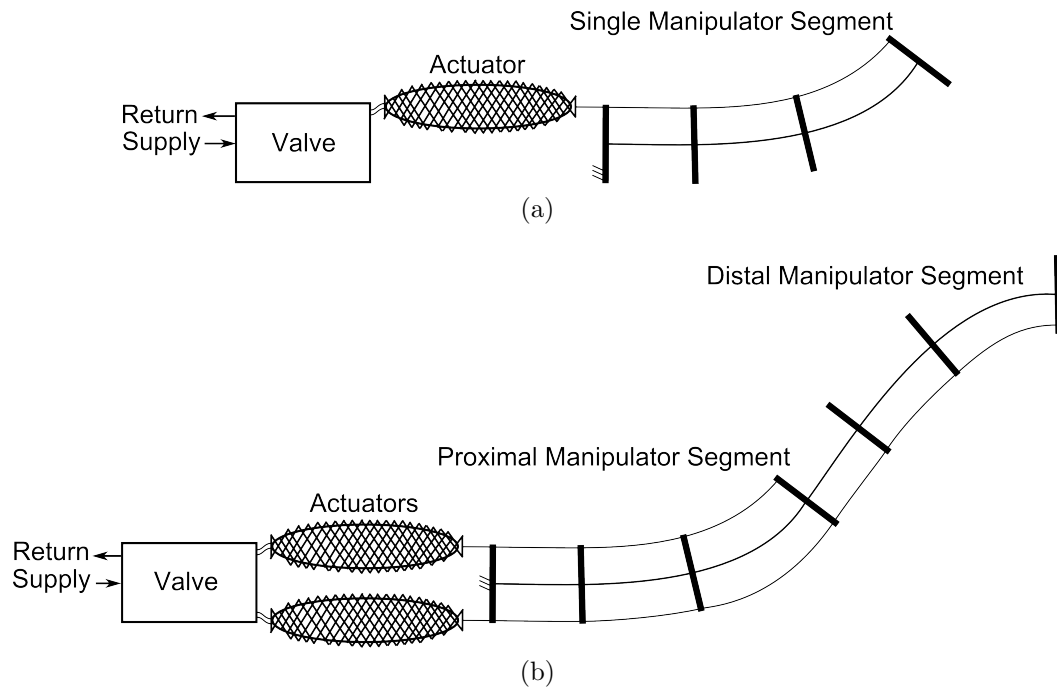 Single Manipulator Segment
Actuator
Return
Supply
Valve
(a)
Distal Manipulator Segment
Proximal Manipulator Segment
Actuators
Return
Supply
Valve
(b)